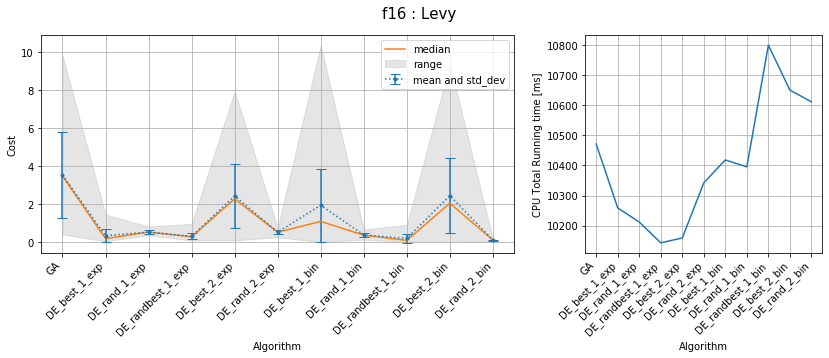 f16 : Levy
median
range
mean and std_dev
Cost
10
8
6
4
2
0
GA
DE_best_1_exp
DE_rand_1_exp
DE_randbest_1_exp
DE_best_2_exp
DE_rand_2_exp
DE_best_1_bin
DE_rand_1_bin
DE_randbest_1_bin
DE_best_2_bin
DE_rand_2_bin
Algorithm
CPU Total Running time [ms]
10800
10700
10600
10500
10400
10300
10200
GA
DE_best_1_exp
DE_rand_1_exp
DE_randbest_1_exp
DE_best_2_exp
DE_rand_2_exp
DE_best_1_bin
DE_rand_1_bin
DE_randbest_1_bin
DE_best_2_bin
DE_rand_2_bin
Algorithm